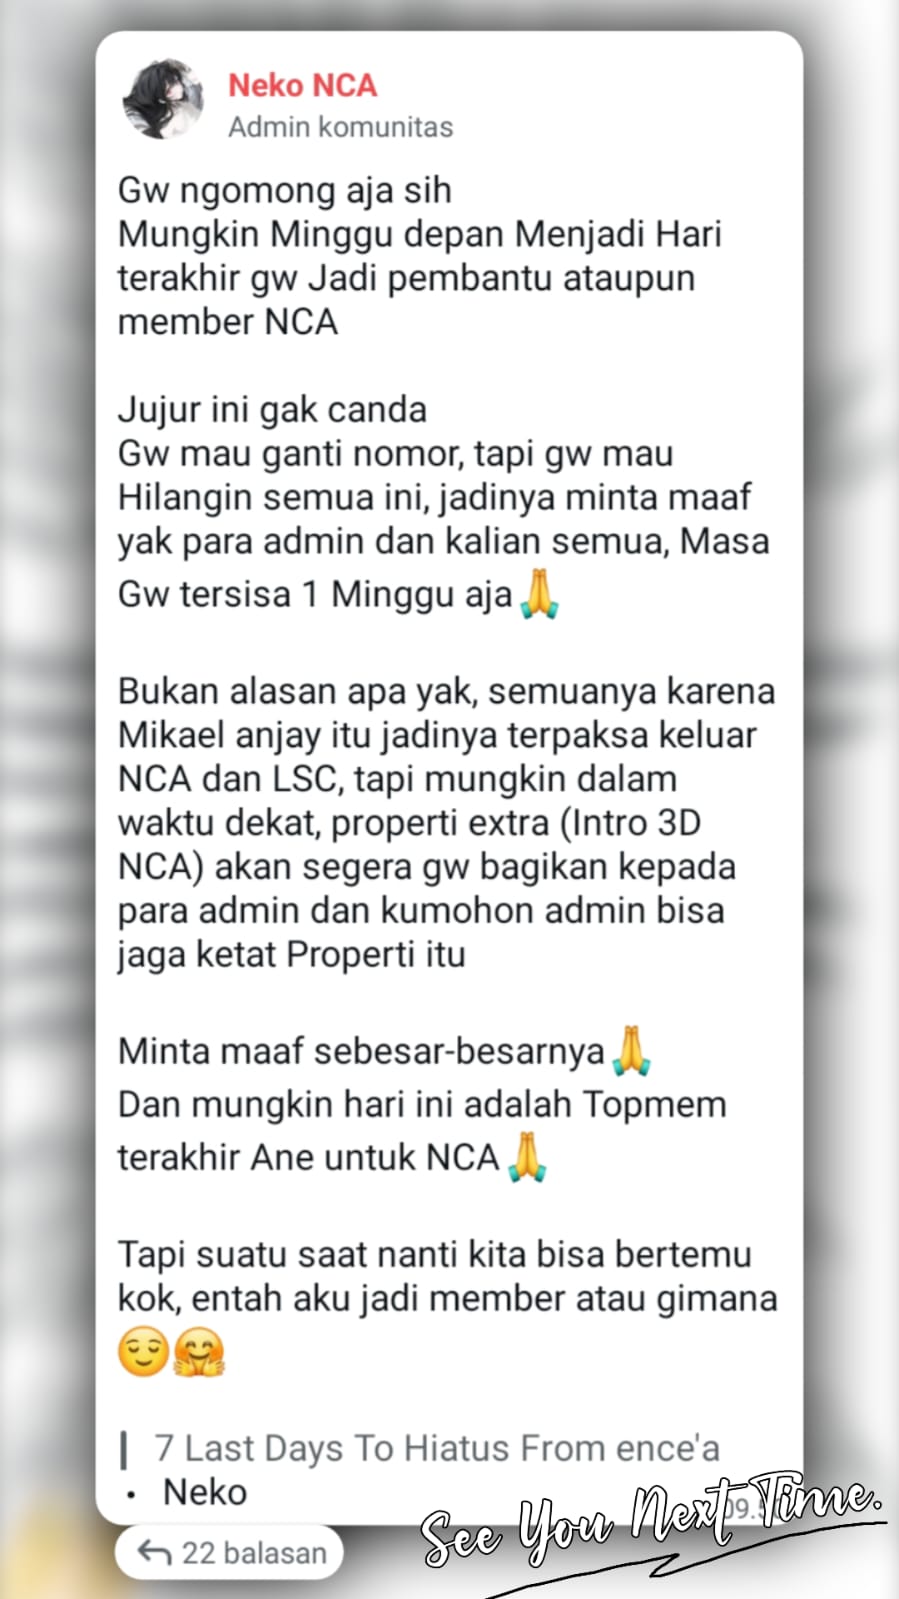 Neko NCA
Admin komunitas
Gw ngomong aja sih
Mungkin Minggu depan Menjadi Hari
terakhir gw Jadi pembantu ataupun
member NCA
Jujur ini gak canda
Gw mau ganti nomor, tapi gw mau
Hilangin semua ini, jadinya minta maaf
yak para admin dan kalian semua, Masa
Gw tersisa 1 Minggu aja🙏
Bukan alasan apa yak, semuanya karena
Mikael anjay itu jadinya terpaksa keluar
NCA dan LSC, tapi mungkin dalam
waktu dekat, properti extra (Intro 3D
NCA) akan segera gw bagikan kepada
para admin dan kumohon admin bisa
jaga ketat Properti itu
Minta maaf sebesar-besarnya🙏
Dan mungkin hari ini adalah Topmem
terakhir Ane untuk NCA🙏
Tapi suatu saat nanti kita bisa bertemu
kok, entah aku jadi member atau gimana
😌🤗
7 Last Days To Hiatus From ence'a
• Neko
See You Next Time.
22 balasan